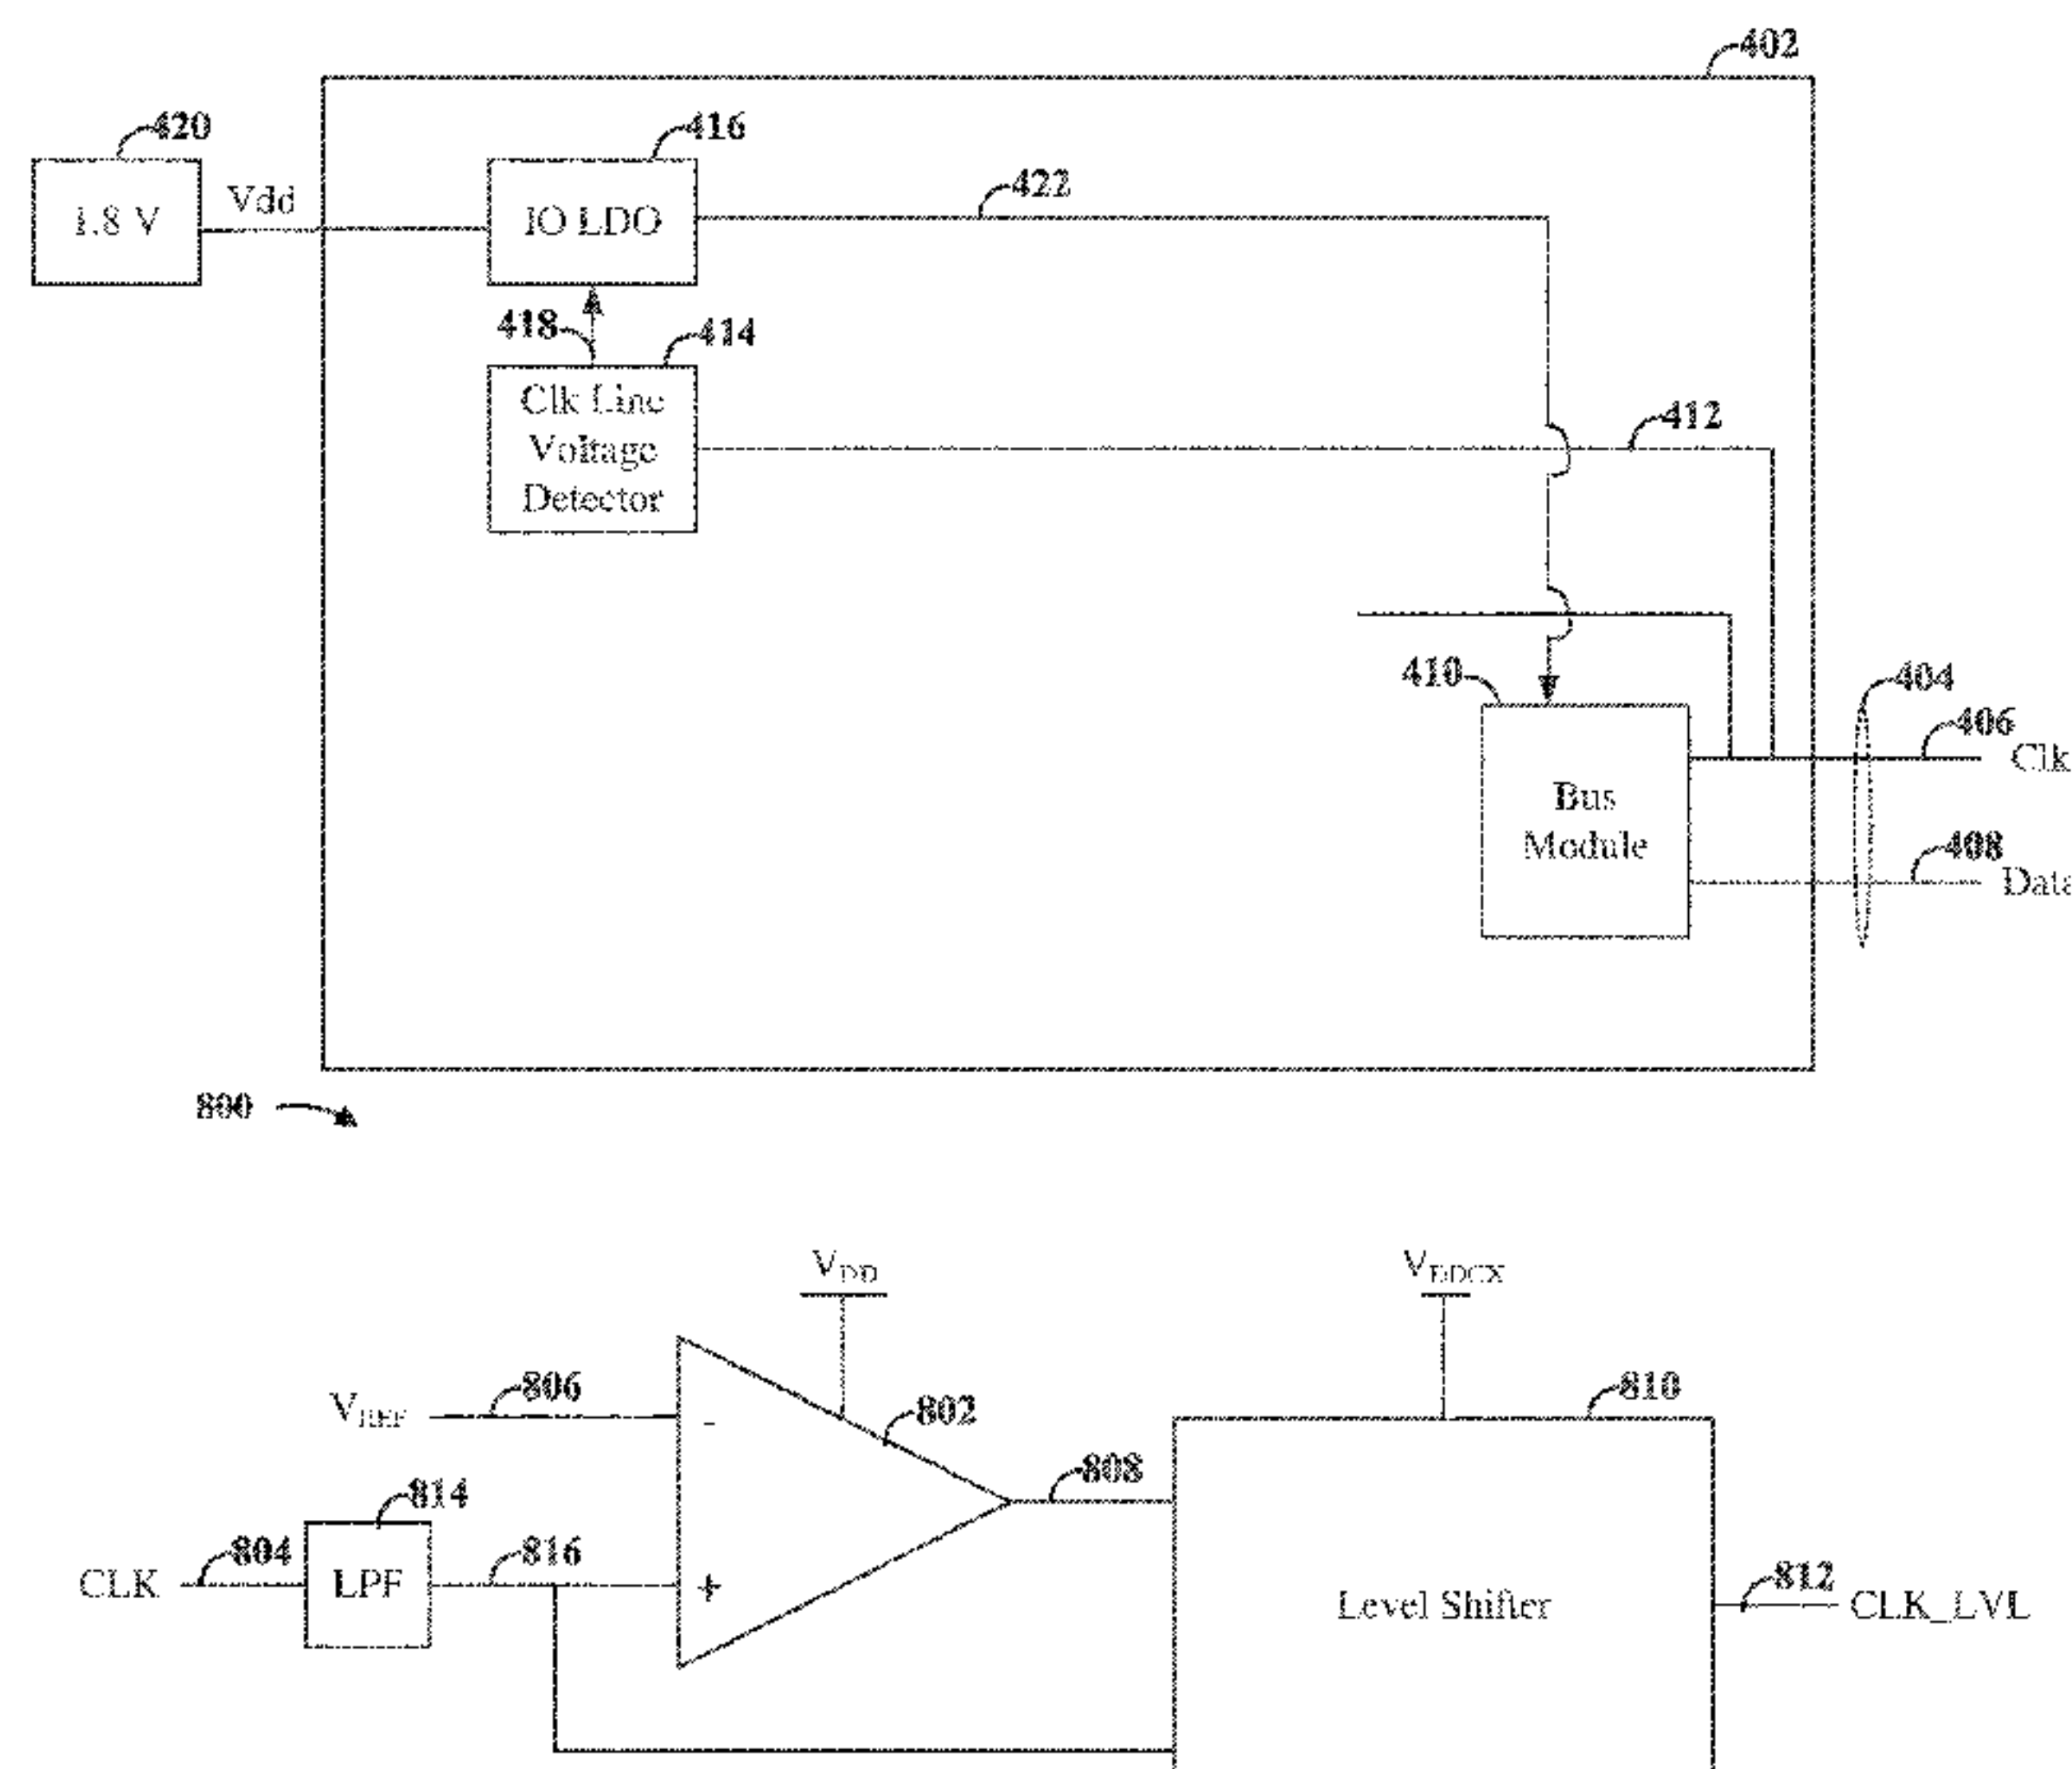 402
420
416
1.8 V
Vdd
IO LDO
422
418
414
Clk Line
Voltage
Detector
412
410
404
406
Clk
Bus
Module
408
Data
800
VDD
VDDCX
VREF
806
802
810
814
808
CLK
804
LPF
816
+
-
Level Shifter
812
CLK_LVL